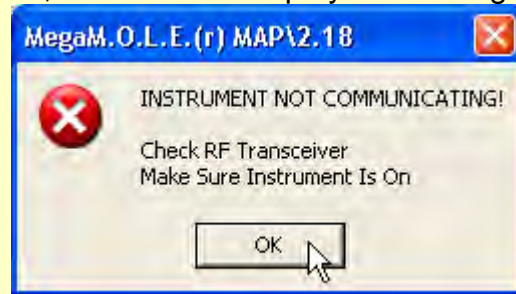 MegaM.O.L.E.(r) MAP\2.18
INSTRUMENT NOT COMMUNICATING!
Check RF Transceiver
Make Sure Instrument Is On
OK